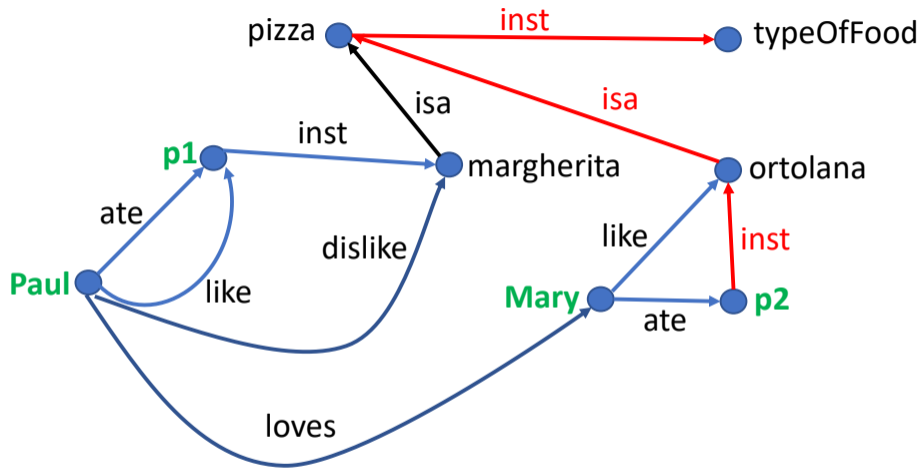 inst
pizza
typeOfFood
isa
isa
inst
p1
margherita
ortolana
ate
dislike
like
inst
Paul
like
Mary
p2
ate
loves